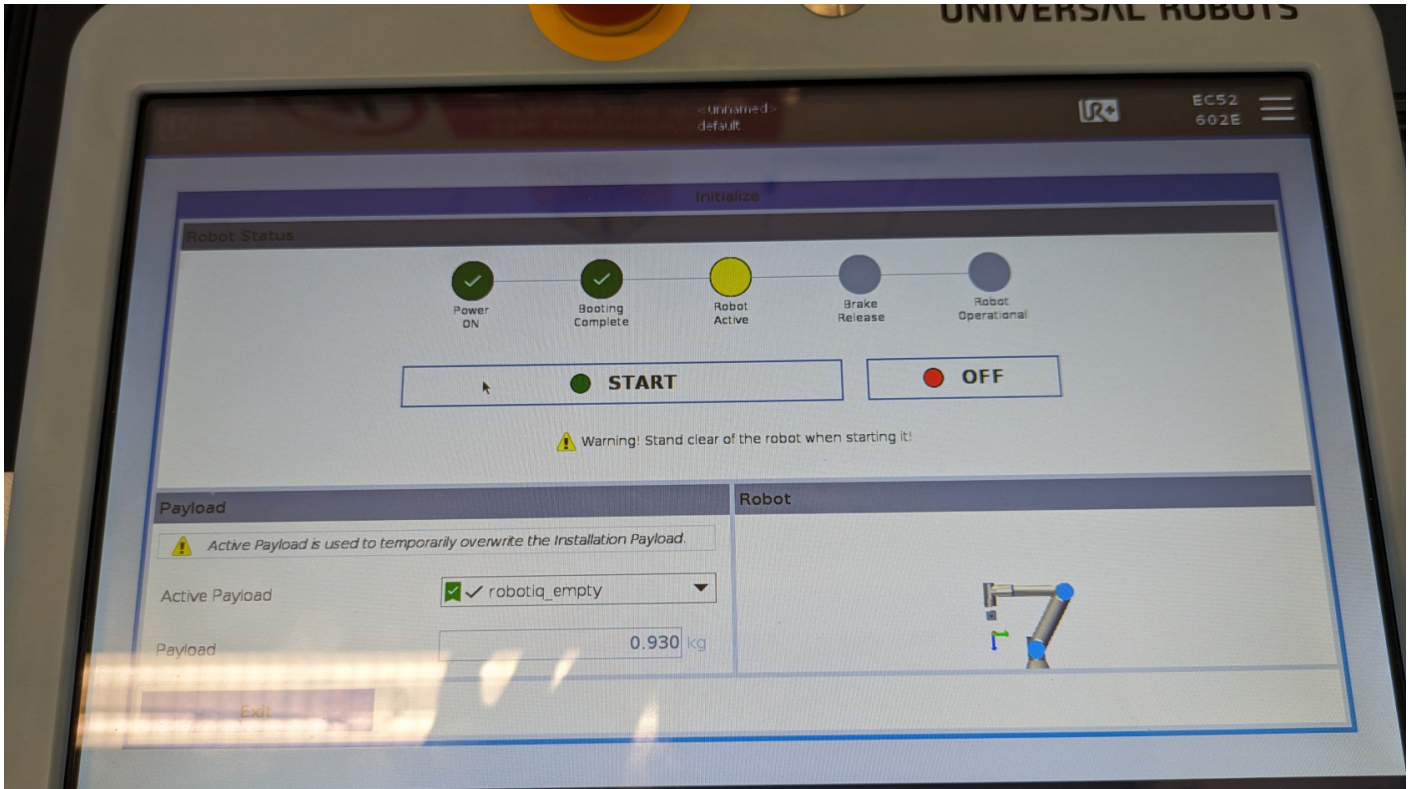 UNIVERSAL ROBOTS
<unnamed>
default
UR+
EC52
602E
Initialize
Robot Status
Power
ON
Booting
Complete
Robot
Active
Brake
Release
Robot
Operational
START
OFF
Warning! Stand clear of the robot when starting it!
Payload
Robot
Active Payload is used to temporarily overwrite the Installation Payload.
Active Payload
robotiq_empty
Payload
0.930 kg
Exit